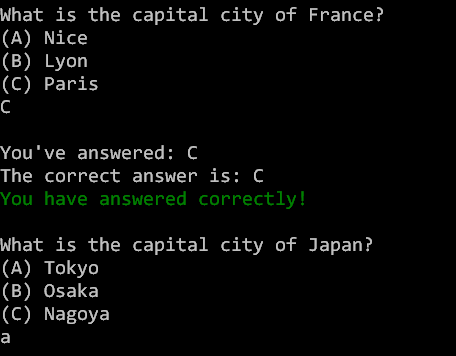 What is the capital city of France?
(A) Nice
(B) Lyon
(C) Paris
C
You've answered: C
The correct answer is: C
You have answered correctly!
What is the capital city of Japan?
(A) Tokyo
(B) Osaka
(C) Nagoya
a